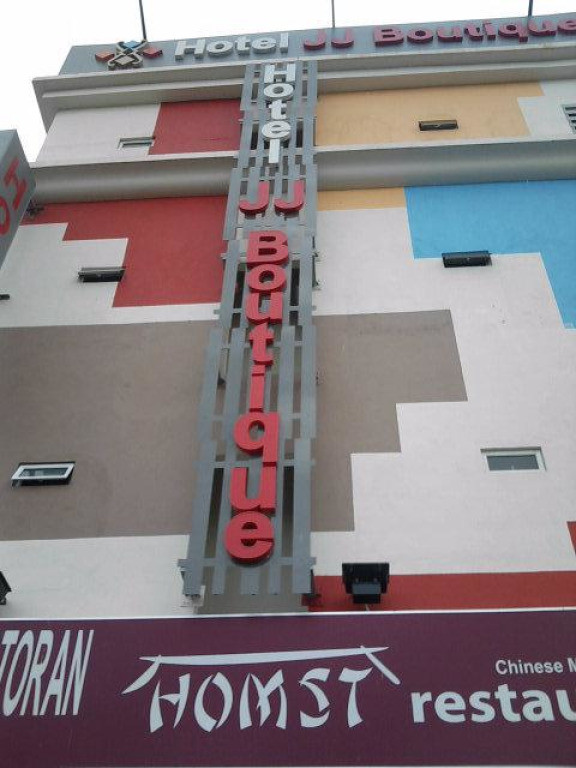 Hotel JJ Boutique
Hotel JJ Boutique
TORAN
HOMST
Chinese M
restau